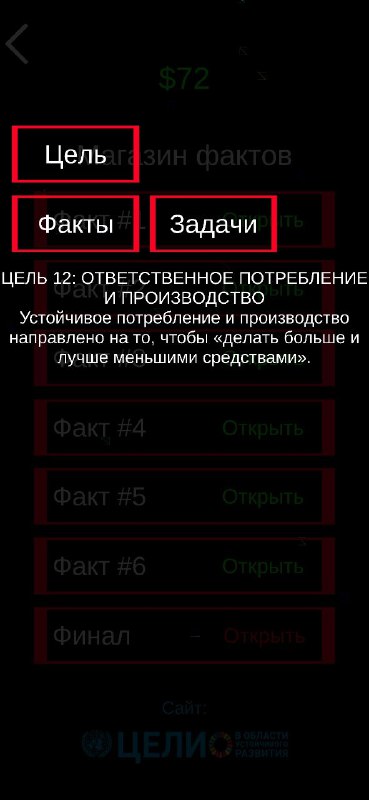 $72
Цель
Магазин фактов
Факты
Задачи
Факт #
Открыть
ЦЕЛЬ 12: ОТВЕТСТВЕННОЕ ПОТРЕБЛЕНИЕ
И ПРОИЗВОДСТВО
Устойчивое потребление и производство
направлено на то, чтобы «делать больше и
лучше меньшими средствами».
Факт #4 Открыть
Факт #5 Открыть
Факт #6 Открыть
Финал – Открыть
Сайт:
ЦЕЛИ В ОБЛАСТИ
УСТОЙЧИВОГО
РАЗВИТИЯ